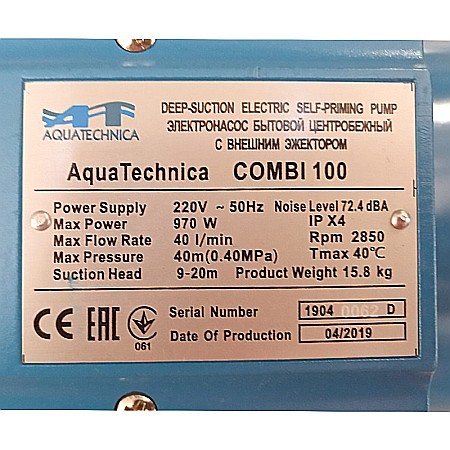 AQUATECHNICA
DEEP-SUCTION ELECTRIC SELF-PRIMING PUMP
ЭЛЕКТРОНАСОС БЫТОВОЙ ЦЕНТРОБЕЖНЫЙ
С ВНЕШНИМ ЭЖЕКТОРОМ
AquaTechnica COMBI 100
Power Supply 220V ~ 50Hz Noise Level 72.4 dBA
Max Power 970 W IP X4
Max Flow Rate 40 l/min Rpm 2850
Max Pressure 40m(0.40MPa) Tmax 40°C
Suction Head 9-20m Product Weight 15.8 kg
CE EAC 061
Serial Number 1904 0062 D
Date Of Production 04/2019